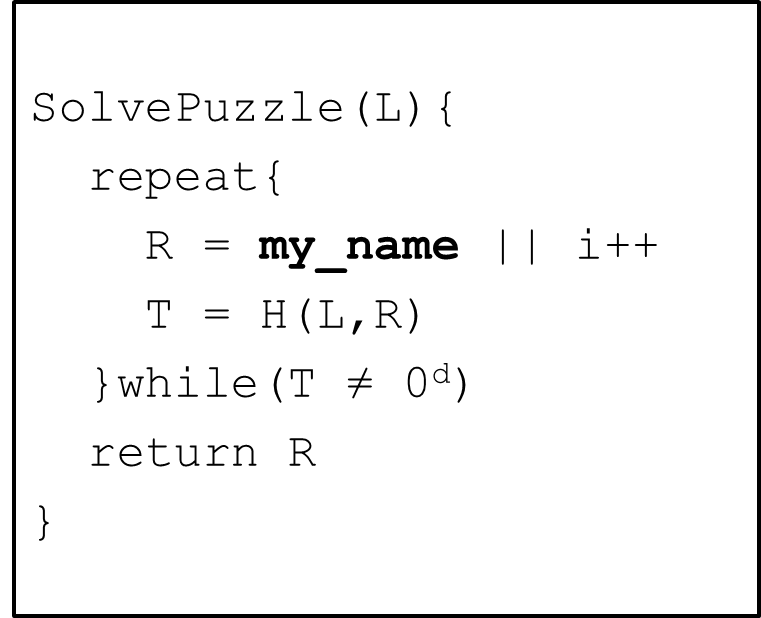 SolvePuzzle(L){
repeat{
R = my_name || i++
T = H(L,R)
}while(T ≠ 0ᵈ)
return R
}